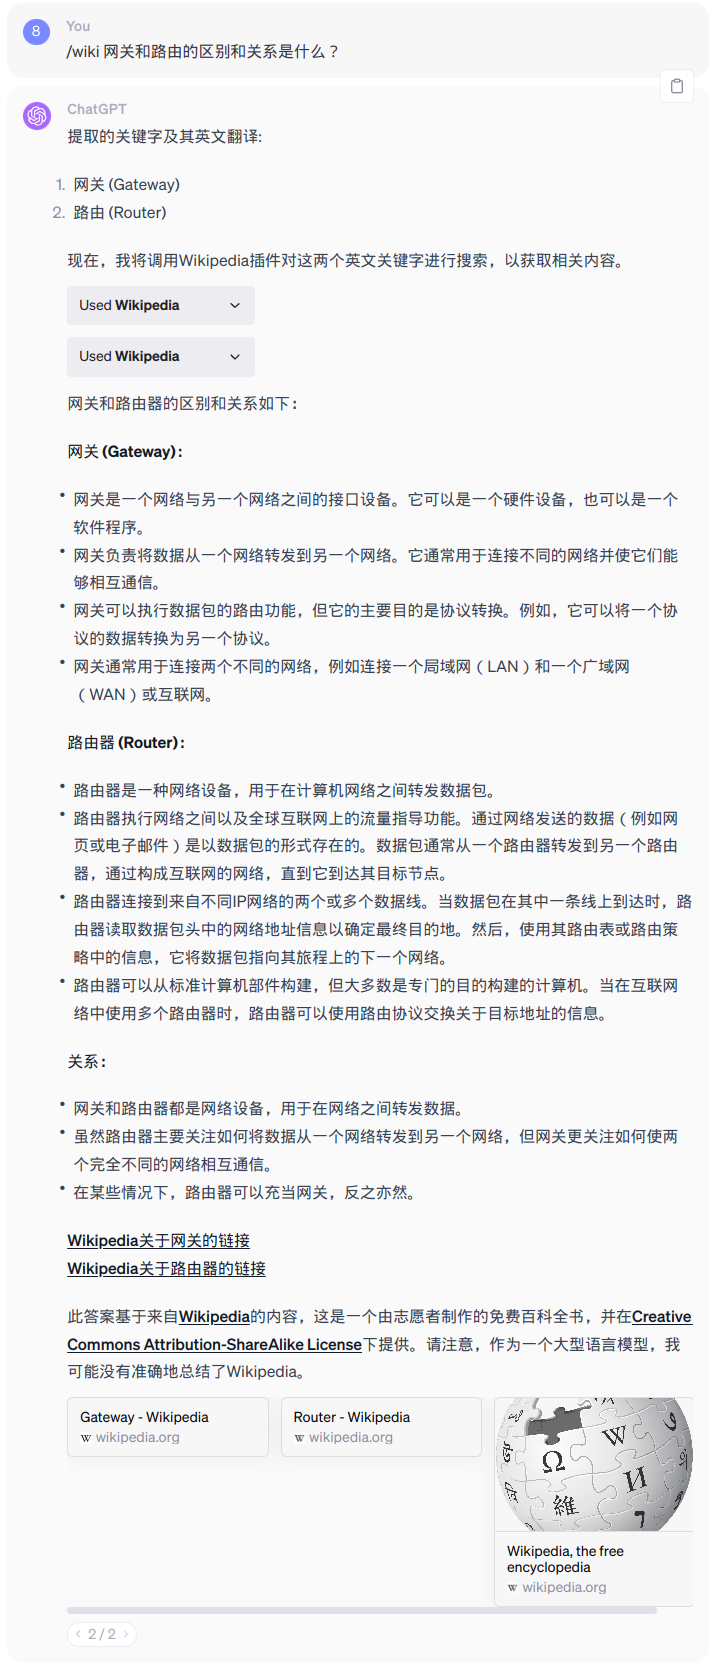 8
You
/wiki 网关和路由的区别和关系是什么？
ChatGPT
提取的关键字及其英文翻译:
1. 网关 (Gateway)
2. 路由 (Router)
现在，我将调用Wikipedia插件对这两个英文关键字进行搜索，以获取相关内容。
Used Wikipedia
Used Wikipedia
网关和路由器的区别和关系如下：
网关 (Gateway)：
• 网关是一个网络与另一个网络之间的接口设备。它可以是一个硬件设备，也可以是一个
软件程序。
• 网关负责将数据从一个网络转发到另一个网络。它通常用于连接不同的网络并使它们能
够相互通信。
• 网关可以执行数据包的路由功能，但它的主要目的是协议转换。例如，它可以将一个协
议的数据转换为另一个协议。
• 网关通常用于连接两个不同的网络，例如连接一个局域网（LAN）和一个广域网
（WAN）或互联网。
路由器 (Router)：
• 路由器是一种网络设备，用于在计算机网络之间转发数据包。
• 路由器执行网络之间以及全球互联网上的流量指导功能。通过网络发送的数据（例如网
页或电子邮件）是以数据包的形式存在的。数据包通常从一个路由器转发到另一个路由
器，通过构成互联网的网络，直到它到达其目标节点。
• 路由器连接到来自不同IP网络的两个或多个数据线。当数据包在其中一条线上到达时，路
由器读取数据包头中的网络地址信息以确定最终目的地。然后，使用其路由表或路由策
略中的信息，它将数据包指向其旅程上的下一个网络。
• 路由器可以从标准计算机部件构建，但大多数是专门的目的构建的计算机。当在互联网
络中使用多个路由器时，路由器可以使用路由协议交换关于目标地址的信息。
关系：
• 网关和路由器都是网络设备，用于在网络之间转发数据。
• 虽然路由器主要关注如何将数据从一个网络转发到另一个网络，但网关更关注如何使两
个完全不同的网络相互通信。
• 在某些情况下，路由器可以充当网关，反之亦然。
Wikipedia关于网关的链接
Wikipedia关于路由器的链接
此答案基于来自Wikipedia的内容，这是一个由志愿者制作的免费百科全书，并在Creative
Commons Attribution-ShareAlike License下提供。请注意，作为一个大型语言模型，我
可能没有准确地总结了Wikipedia。
Gateway - Wikipedia
W wikipedia.org
Router - Wikipedia
W wikipedia.org
Ω W И 維 7
Wikipedia, the free
encyclopedia
W wikipedia.org
‹ 2 / 2 ›